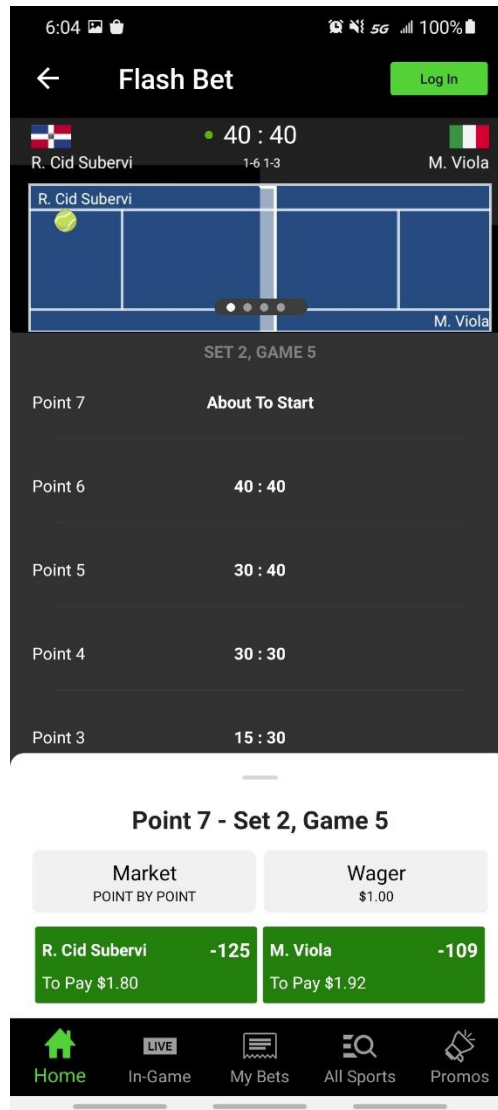 6:04 5G 100%
Flash Bet
Log In
40 : 40
R. Cid Subervi 1-6 1-3 M. Viola
R. Cid Subervi
M. Viola
SET 2, GAME 5
Point 7 About To Start
Point 6 40 : 40
Point 5 30 : 40
Point 4 30 : 30
Point 3 15 : 30
Point 7 - Set 2, Game 5
Market Wager
POINT BY POINT $1.00
R. Cid Subervi -125 M. Viola -109
To Pay $1.80 To Pay $1.92
LIVE
Home In-Game My Bets All Sports Promos